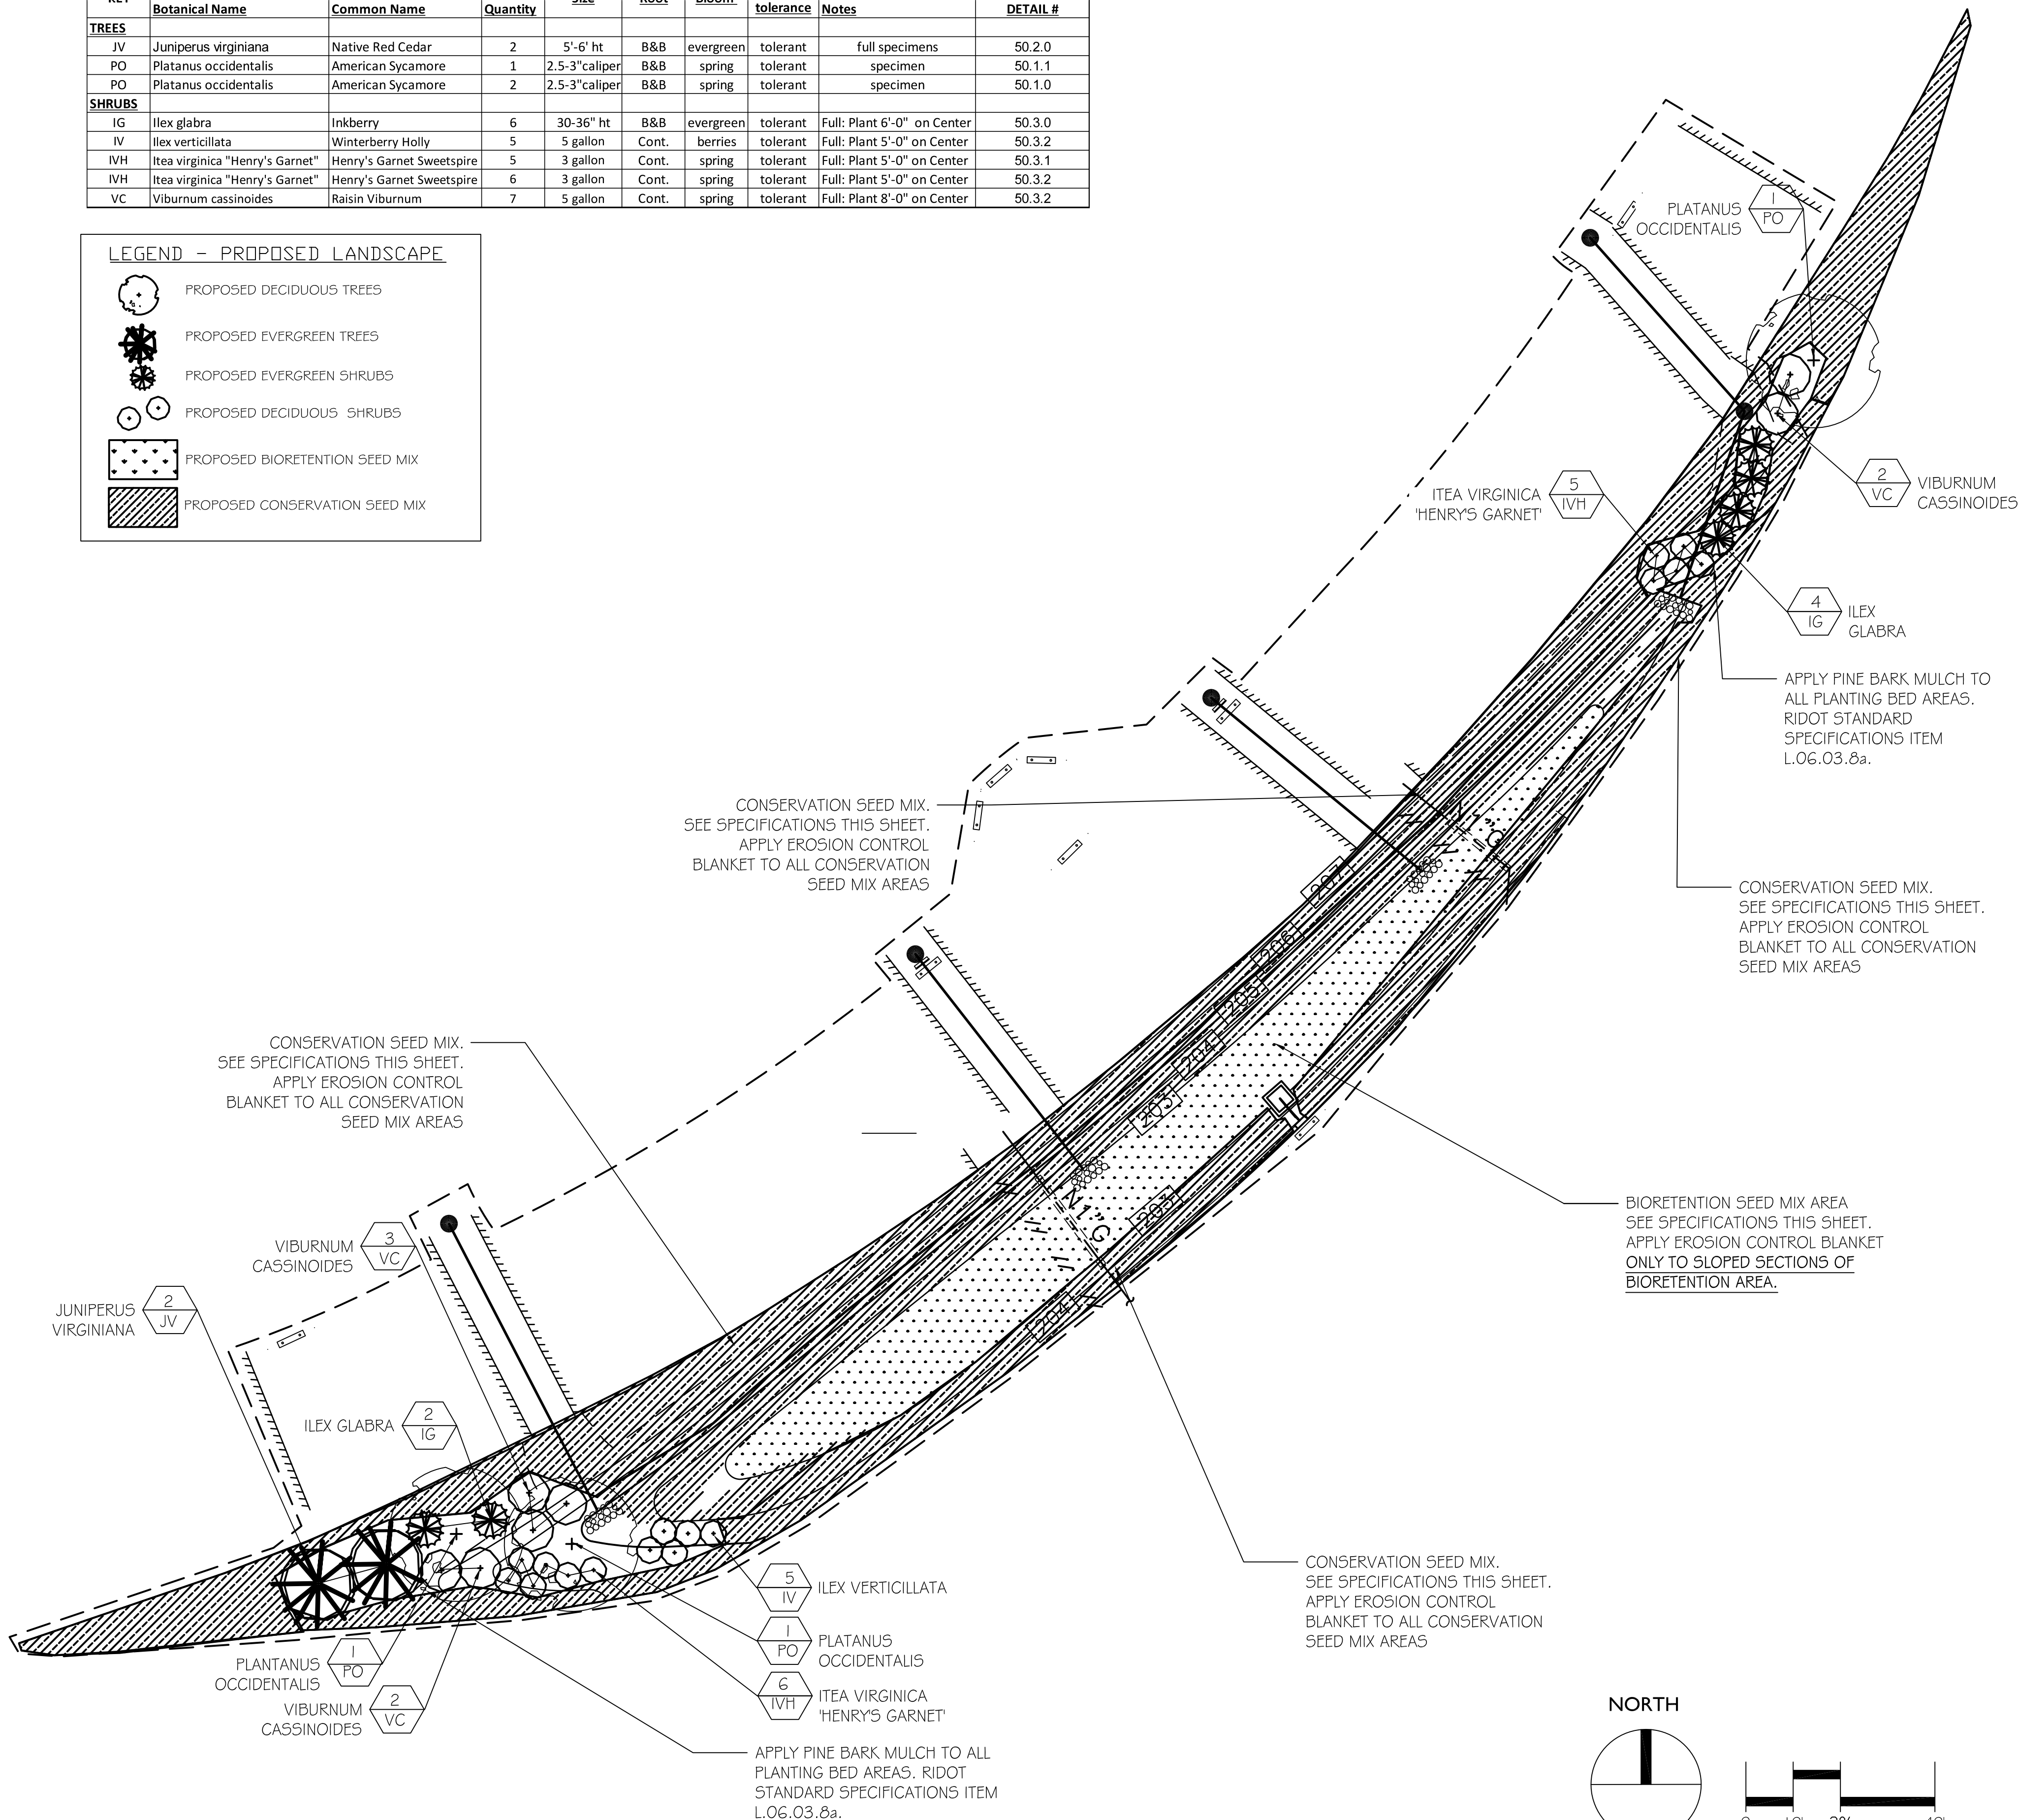 Botanical Name Common Name Quantity tolerance Notes DETAIL #
TREES
JV Juniperus virginiana Native Red Cedar 2 5'-6' ht B&B evergreen tolerant full specimens 50.2.0
PO Platanus occidentalis American Sycamore 1 2.5-3"caliper B&B spring tolerant specimen 50.1.1
PO Platanus occidentalis American Sycamore 2 2.5-3"caliper B&B spring tolerant specimen 50.1.0
SHRUBS
IG Ilex glabra Inkberry 6 30-36" ht B&B evergreen tolerant Full: Plant 6'-0" on Center 50.3.0
IV Ilex verticillata Winterberry Holly 5 5 gallon Cont. berries tolerant Full: Plant 5'-0" on Center 50.3.2
IVH Itea virginica "Henry's Garnet" Henry's Garnet Sweetspire 5 3 gallon Cont. spring tolerant Full: Plant 5'-0" on Center 50.3.1
IVH Itea virginica "Henry's Garnet" Henry's Garnet Sweetspire 6 3 gallon Cont. spring tolerant Full: Plant 5'-0" on Center 50.3.2
VC Viburnum cassinoides Raisin Viburnum 7 5 gallon Cont. spring tolerant Full: Plant 8'-0" on Center 50.3.2
LEGEND - PROPOSED LANDSCAPE
PROPOSED DECIDUOUS TREES
PROPOSED EVERGREEN TREES
PROPOSED EVERGREEN SHRUBS
PROPOSED DECIDUOUS SHRUBS
PROPOSED BIORETENTION SEED MIX
PROPOSED CONSERVATION SEED MIX
PLATANUS
OCCIDENTALIS
1
PO
ITEA VIRGINICA
'HENRY'S GARNET'
5
IVH
2
VC
VIBURNUM
CASSINOIDES
4
IG
ILEX
GLABRA
APPLY PINE BARK MULCH TO
ALL PLANTING BED AREAS.
RIDOT STANDARD
SPECIFICATIONS ITEM
L.06.03.8a.
CONSERVATION SEED MIX.
SEE SPECIFICATIONS THIS SHEET.
APPLY EROSION CONTROL
BLANKET TO ALL CONSERVATION
SEED MIX AREAS
CONSERVATION SEED MIX.
SEE SPECIFICATIONS THIS SHEET.
APPLY EROSION CONTROL
BLANKET TO ALL CONSERVATION
SEED MIX AREAS
207
206
205
204
203
203
204
1"G
1"G
CONSERVATION SEED MIX.
SEE SPECIFICATIONS THIS SHEET.
APPLY EROSION CONTROL
BLANKET TO ALL CONSERVATION
SEED MIX AREAS
BIORETENTION SEED MIX AREA
SEE SPECIFICATIONS THIS SHEET.
APPLY EROSION CONTROL BLANKET
ONLY TO SLOPED SECTIONS OF
BIORETENTION AREA.
VIBURNUM
CASSINOIDES
3
VC
JUNIPERUS
VIRGINIANA
2
JV
ILEX GLABRA
2
IG
5
IV
ILEX VERTICILLATA
1
PO
PLATANUS
OCCIDENTALIS
6
IVH
ITEA VIRGINICA
'HENRY'S GARNET'
PLANTANUS
OCCIDENTALIS
1
PO
VIBURNUM
CASSINOIDES
2
VC
CONSERVATION SEED MIX.
SEE SPECIFICATIONS THIS SHEET.
APPLY EROSION CONTROL
BLANKET TO ALL CONSERVATION
SEED MIX AREAS
APPLY PINE BARK MULCH TO ALL
PLANTING BED AREAS. RIDOT
STANDARD SPECIFICATIONS ITEM
L.06.03.8a.
NORTH